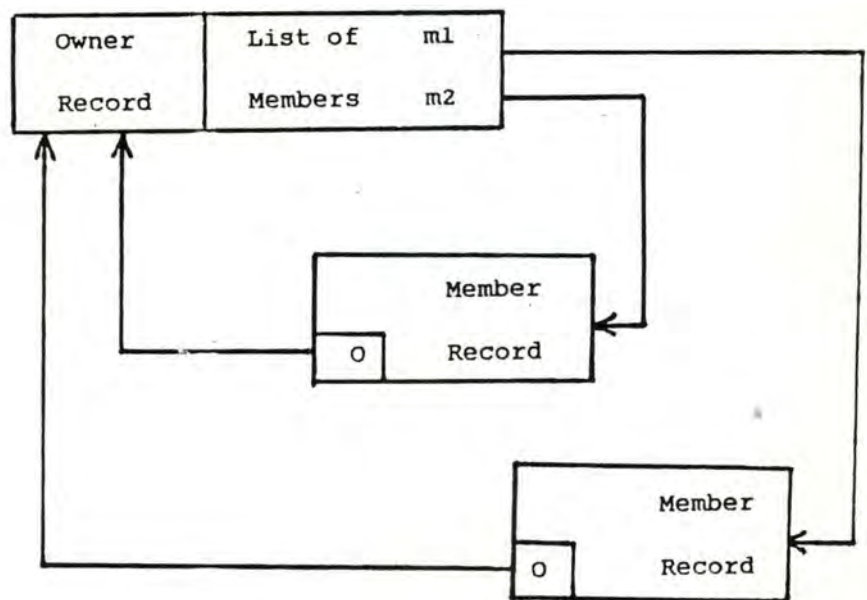 Owner
Record
List of m1
Members m2
Member
O Record
Member
O Record